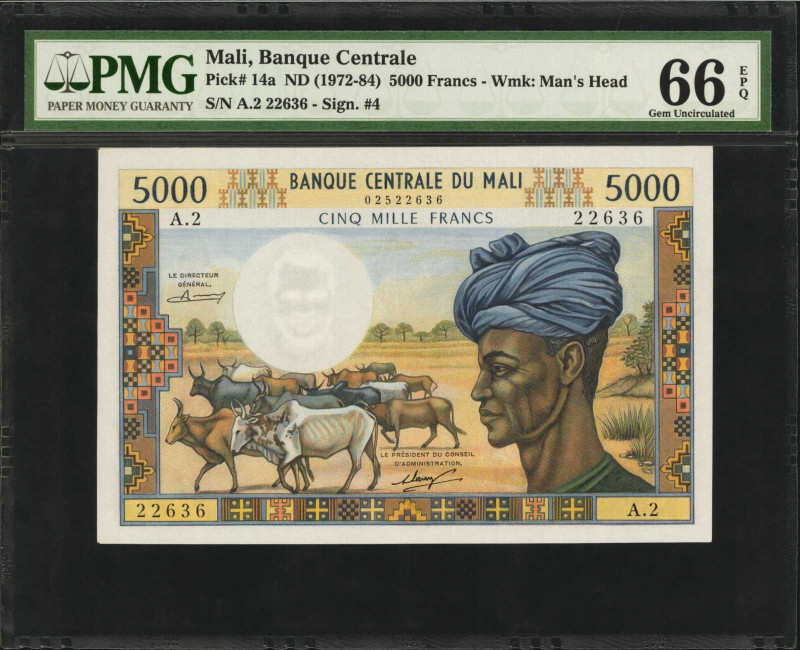 PMG
PAPER MONEY GUARANTY
Mali, Banque Centrale
Pick# 14a ND (1972-84) 5000 Francs - Wmk: Man's Head
S/N A.2 22636 - Sign. #4
66 EPQ
Gem Uncirculated
5000 BANQUE CENTRALE DU MALI 5000
02522636
A.2 CINQ MILLE FRANCS 22636
LE DIRECTEUR
GÉNÉRAL,
LE PRÉSIDENT DU CONSEIL
D'ADMINISTRATION,
22636 A.2